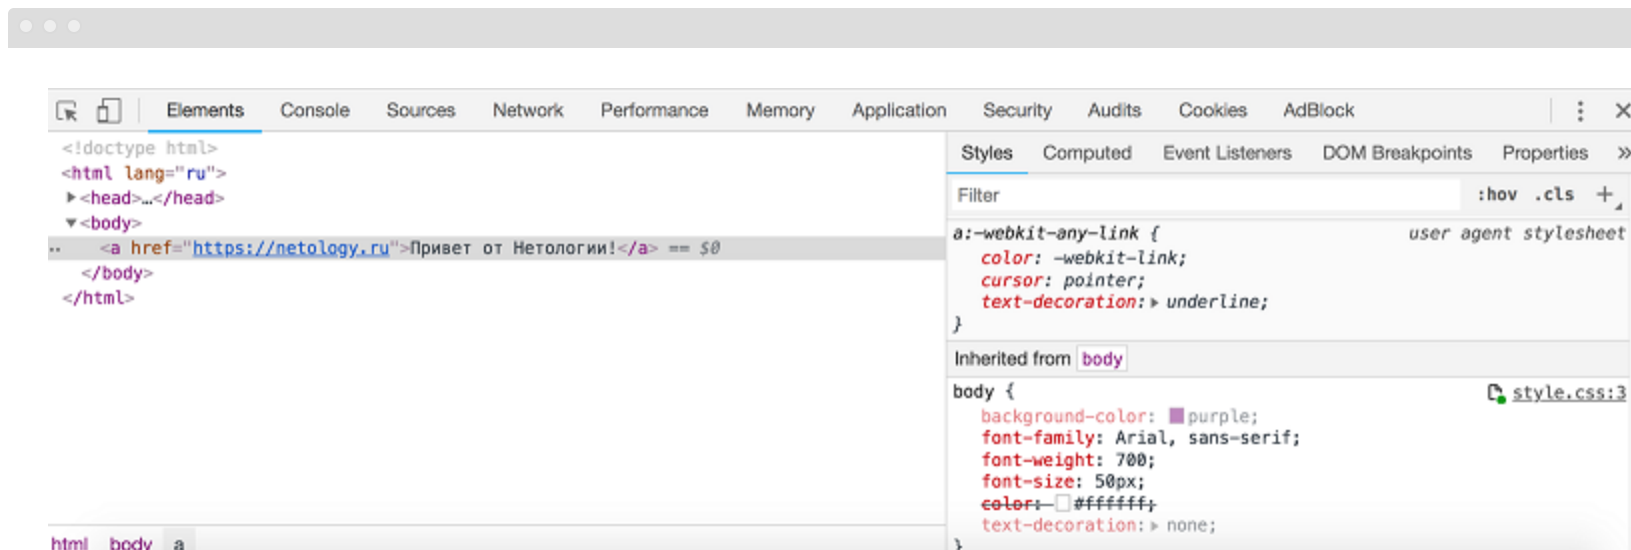 Elements Console Sources Network Performance Memory Application Security Audits Cookies AdBlock
<!doctype html>
<html lang="ru">
<head>…</head>
<body>
<a href="https://netology.ru">Привет от Нетологии!</a> == $0
</body>
</html>
html body a
Styles Computed Event Listeners DOM Breakpoints Properties »
Filter :hov .cls +
a:-webkit-any-link { user agent stylesheet
color: -webkit-link;
cursor: pointer;
text-decoration: underline;
}
Inherited from body
body { style.css:3
background-color: purple;
font-family: Arial, sans-serif;
font-weight: 700;
font-size: 50px;
color: #ffffff;
text-decoration: none;
}